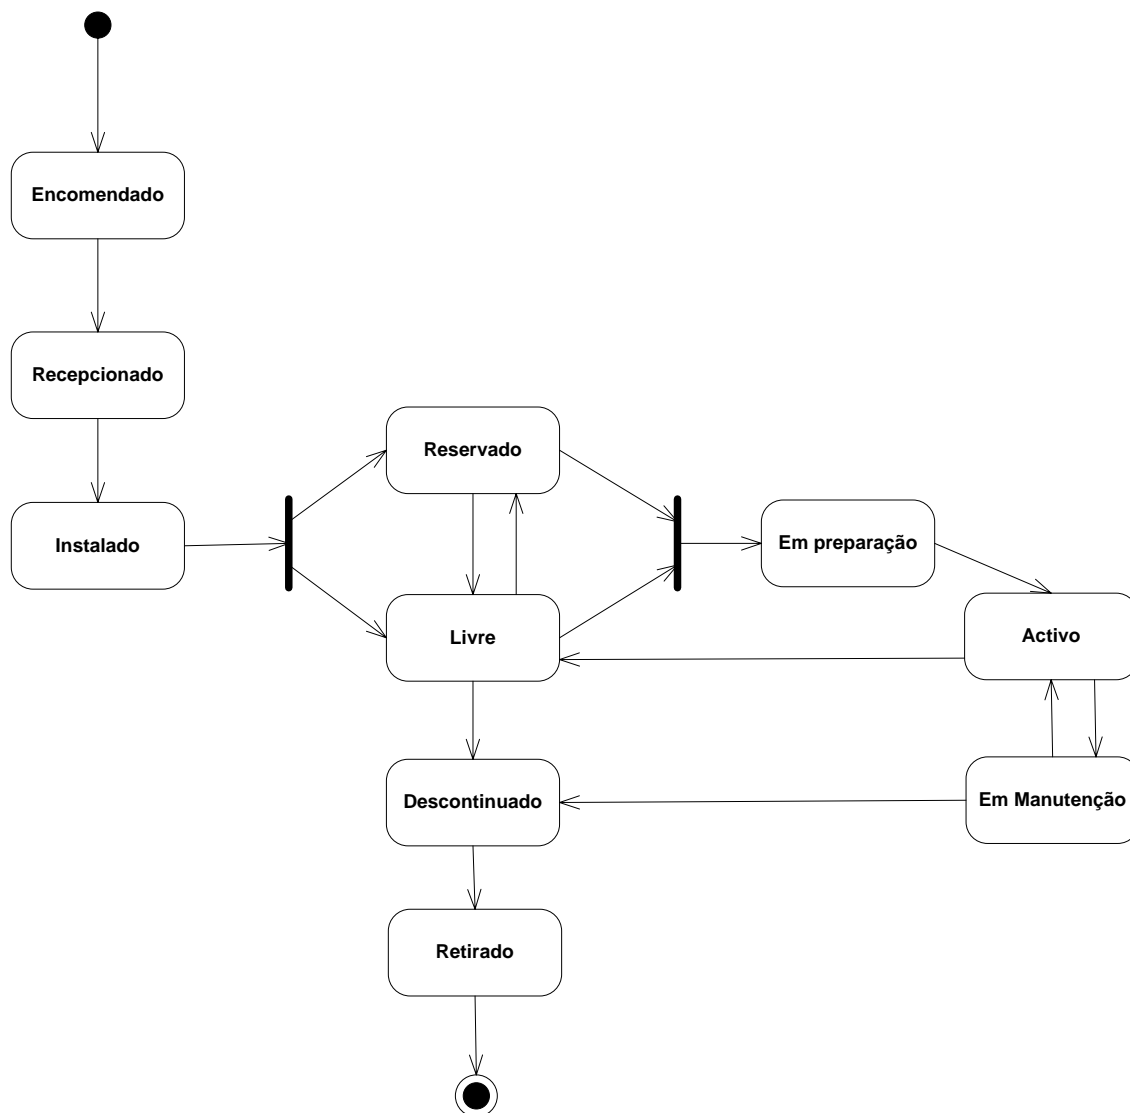 Encomendado
Recepcionado
Instalado
Reservado
Livre
Em preparação
Activo
Em Manutenção
Descontinuado
Retirado